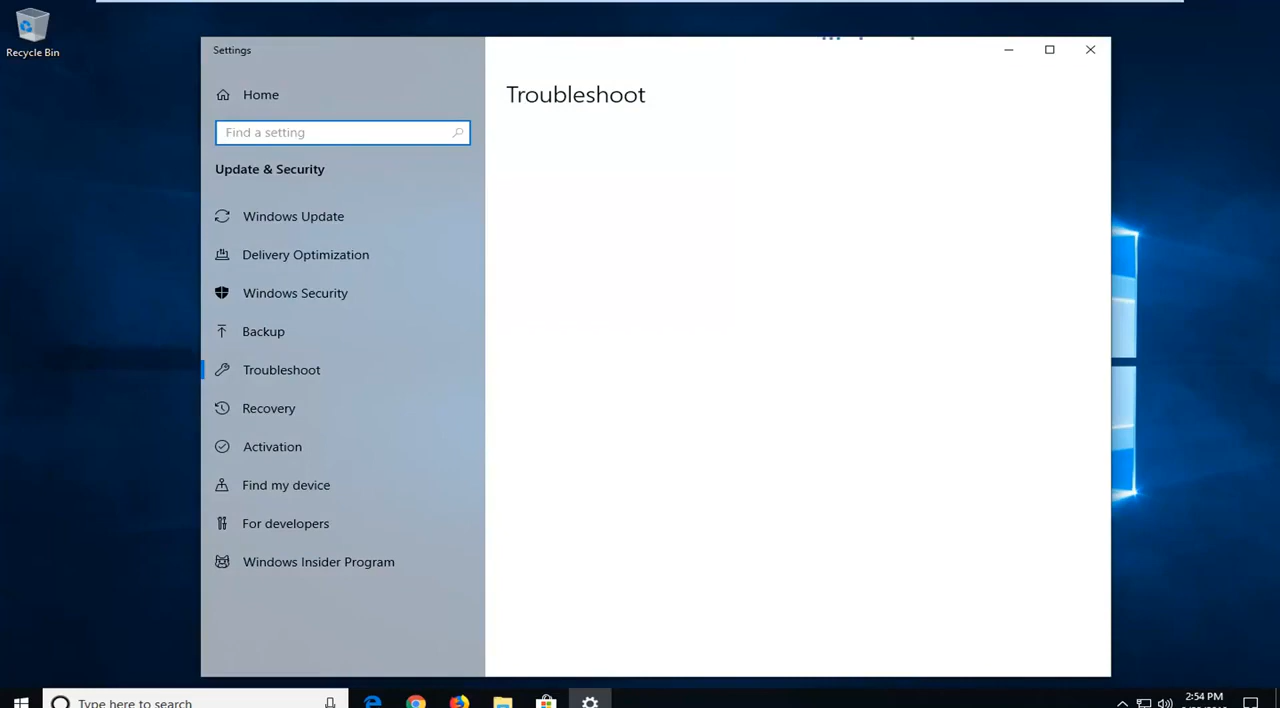 Recycle Bin
Settings
Home
Find a setting
Update & Security
Windows Update
Delivery Optimization
Windows Security
Backup
Troubleshoot
Recovery
Activation
Find my device
For developers
Windows Insider Program
Troubleshoot
Type here to search
2:54 PM